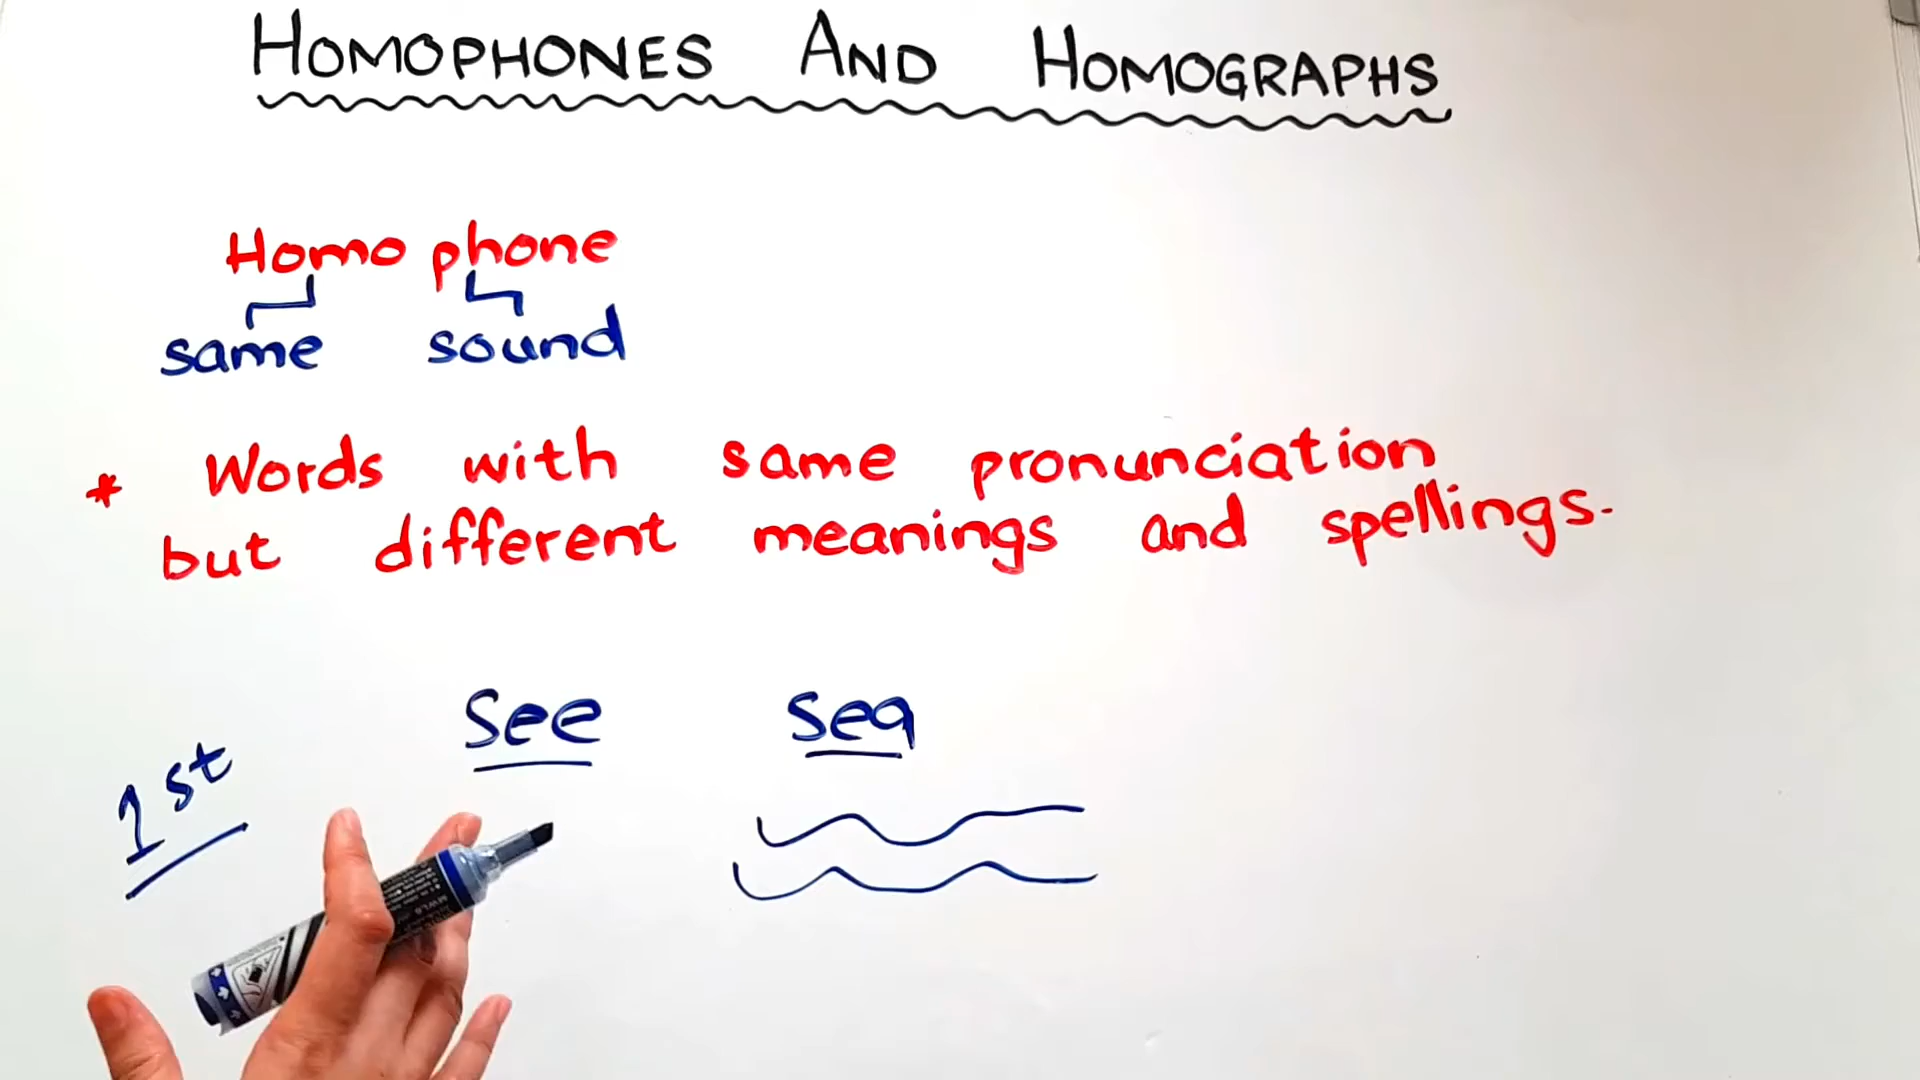 HOMOPHONES AND HOMOGRAPHS
Homo phone
same sound
* Words with same pronunciation
but different meanings and spellings.
see sea
1st